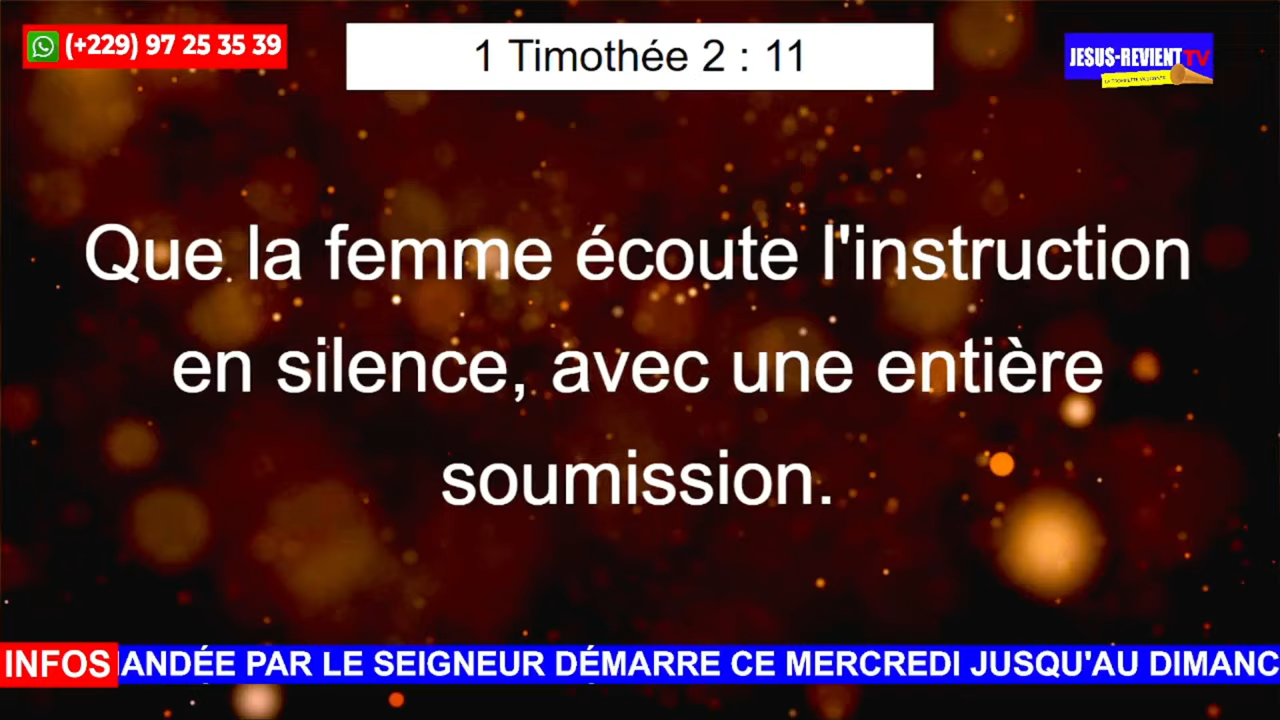 (+229) 97 25 35 39
1 Timothée 2 : 11
JESUS-REVIENT TV
Que la femme écoute l'instruction
en silence, avec une entière
soumission.
INFOS
ANDÉE PAR LE SEIGNEUR DÉMARRE CE MERCREDI JUSQU'AU DIMANC